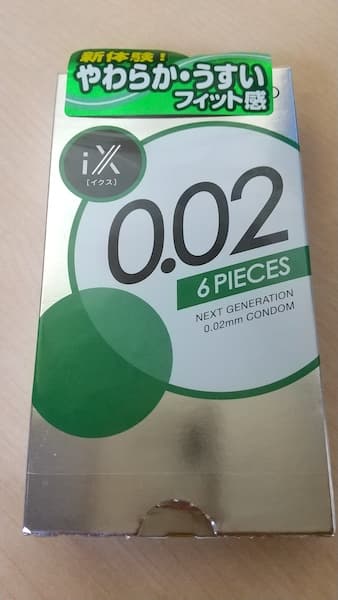 新体験!
やわらか・うすい
フィット感
iX
[イクス]
0.02
6 PIECES
NEXT GENERATION
0.02mm CONDOM